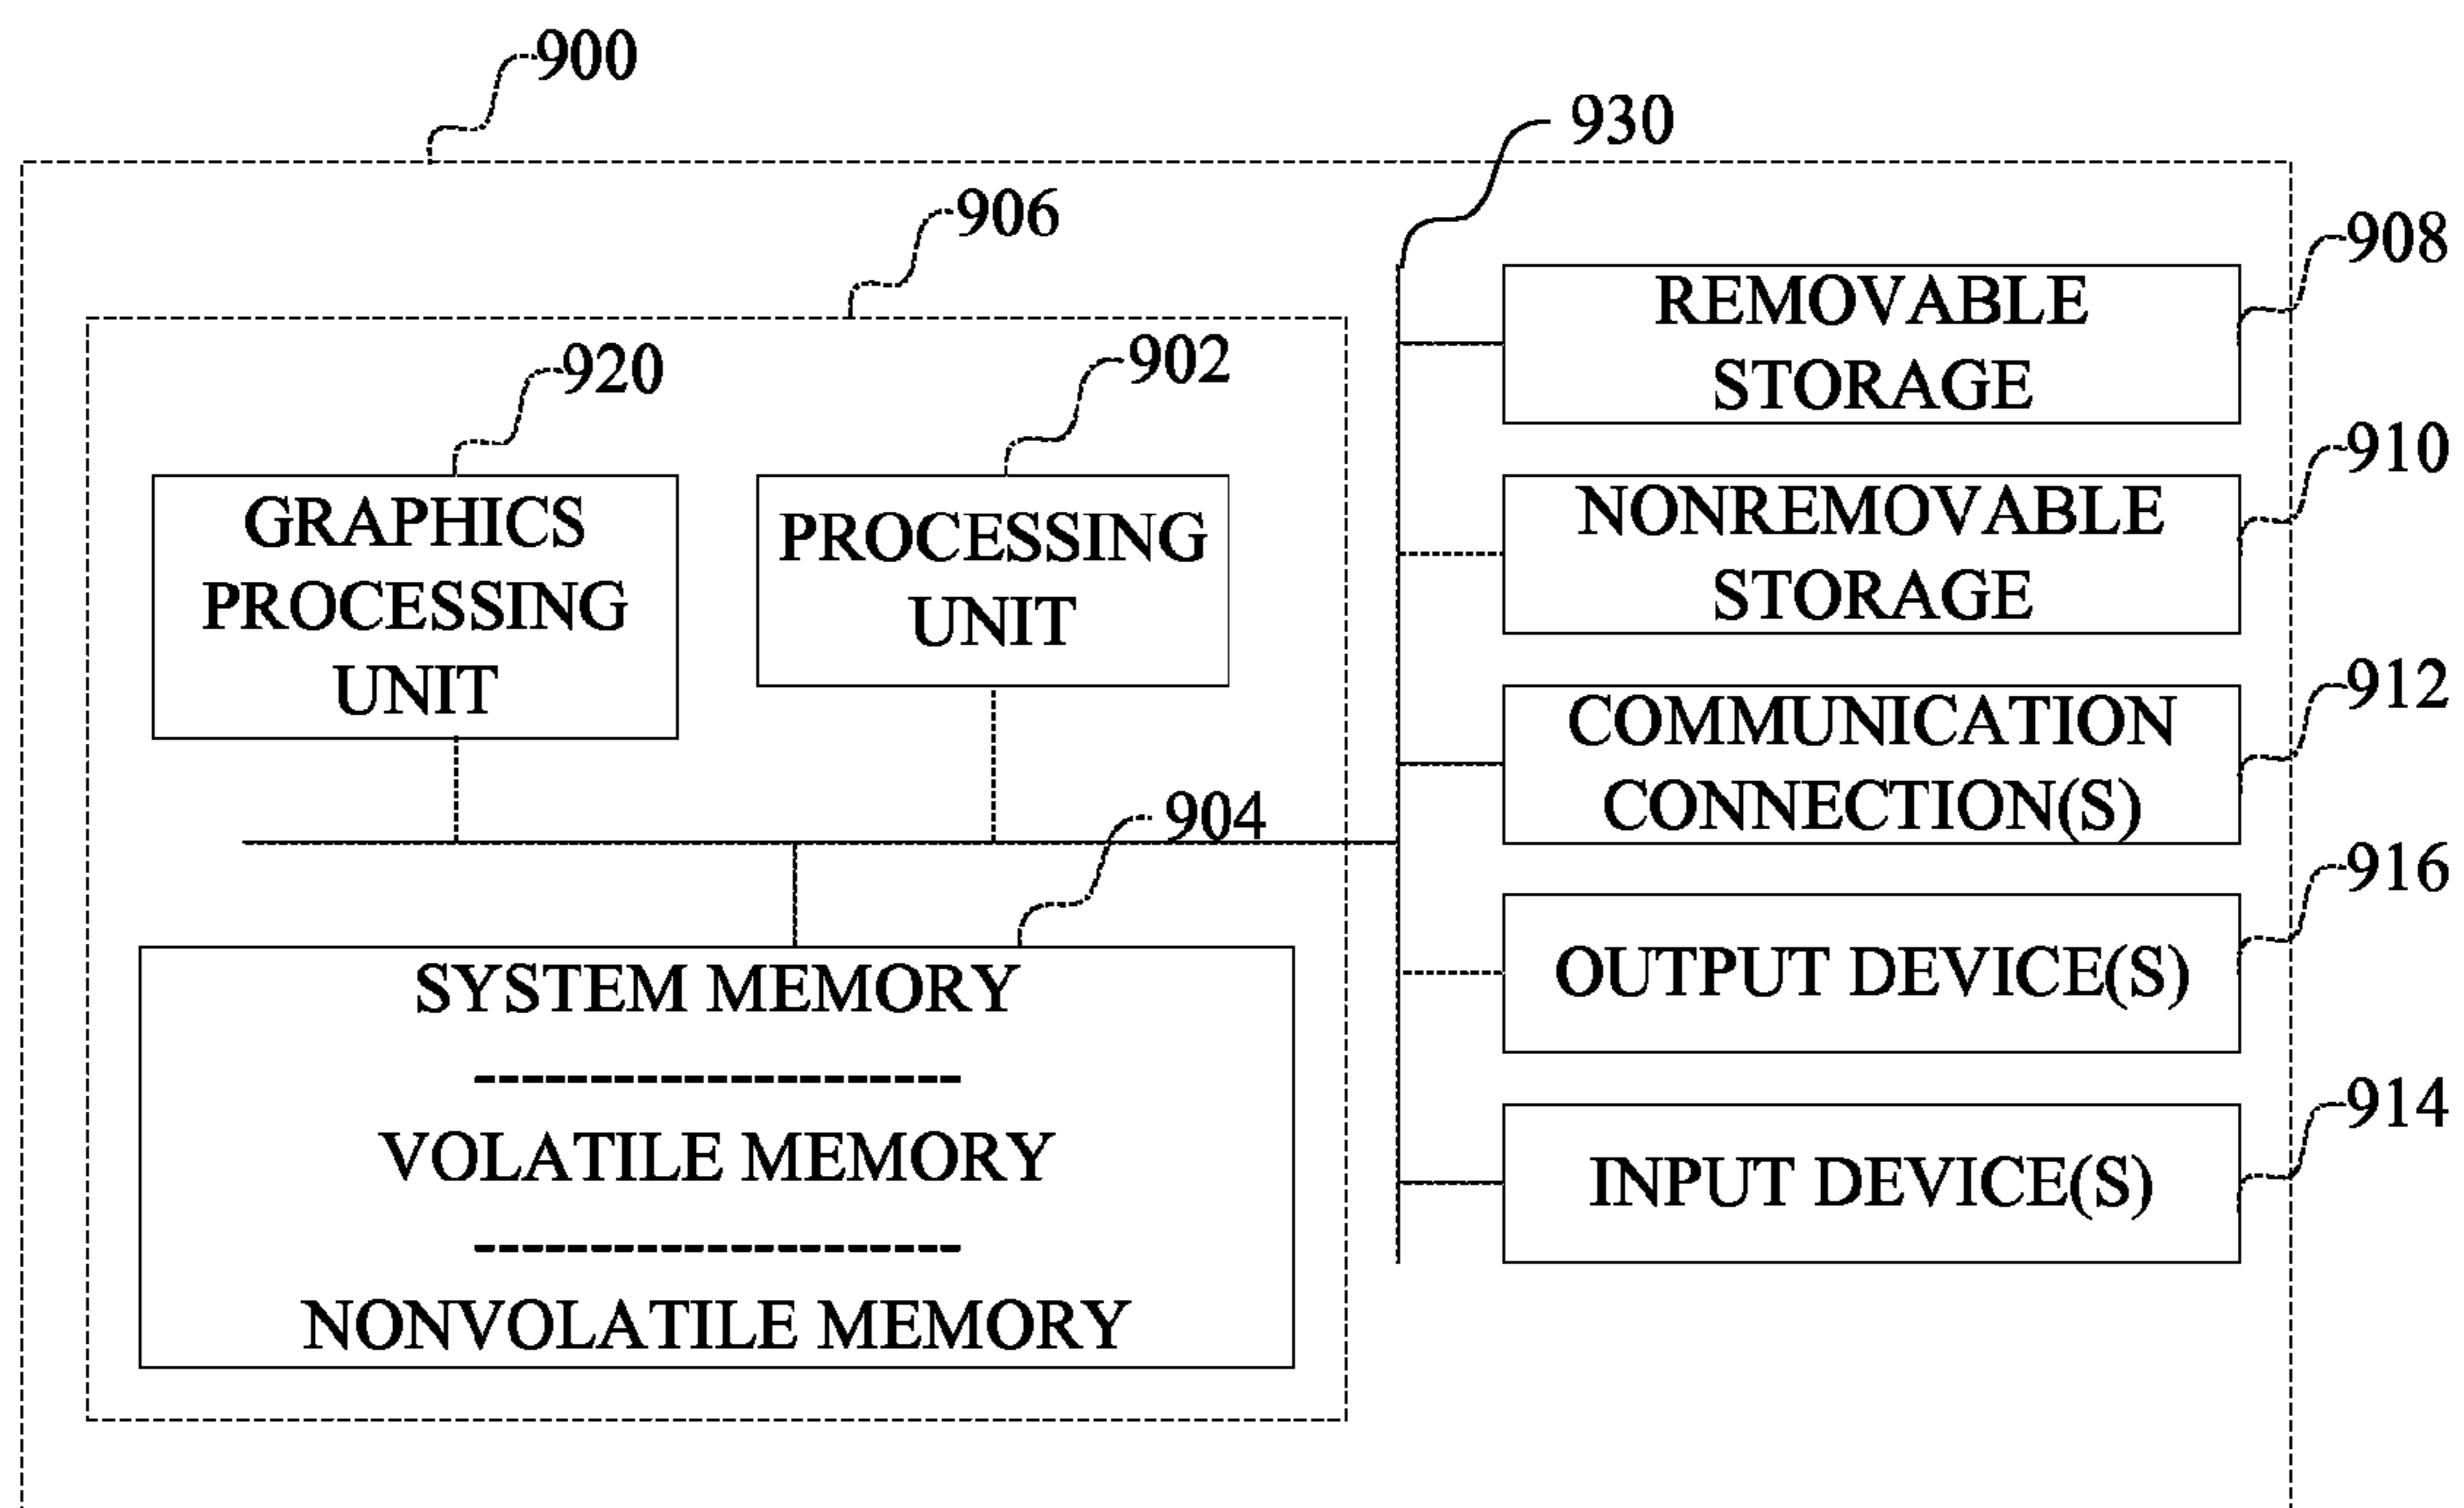 900
930
906
908
REMOVABLE
STORAGE
920
902
910
GRAPHICS
PROCESSING
UNIT
PROCESSING
UNIT
NONREMOVABLE
STORAGE
912
COMMUNICATION
CONNECTION(S)
904
916
SYSTEM MEMORY
OUTPUT DEVICE(S)
---------------------
914
VOLATILE MEMORY
INPUT DEVICE(S)
---------------------
NONVOLATILE MEMORY